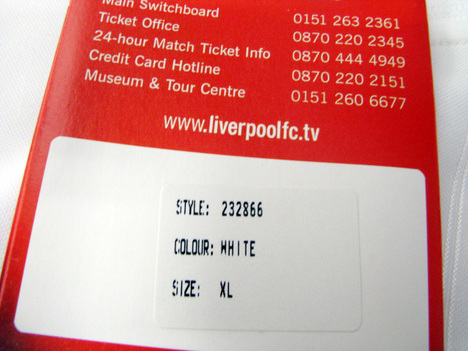 Main Switchboard 0151 263 2361
Ticket Office 0870 220 2345
24-hour Match Ticket Info 0870 444 4949
Credit Card Hotline 0870 220 2151
Museum & Tour Centre 0151 260 6677
www.liverpoolfc.tv
STYLE: 232866
COLOUR: WHITE
SIZE: XL